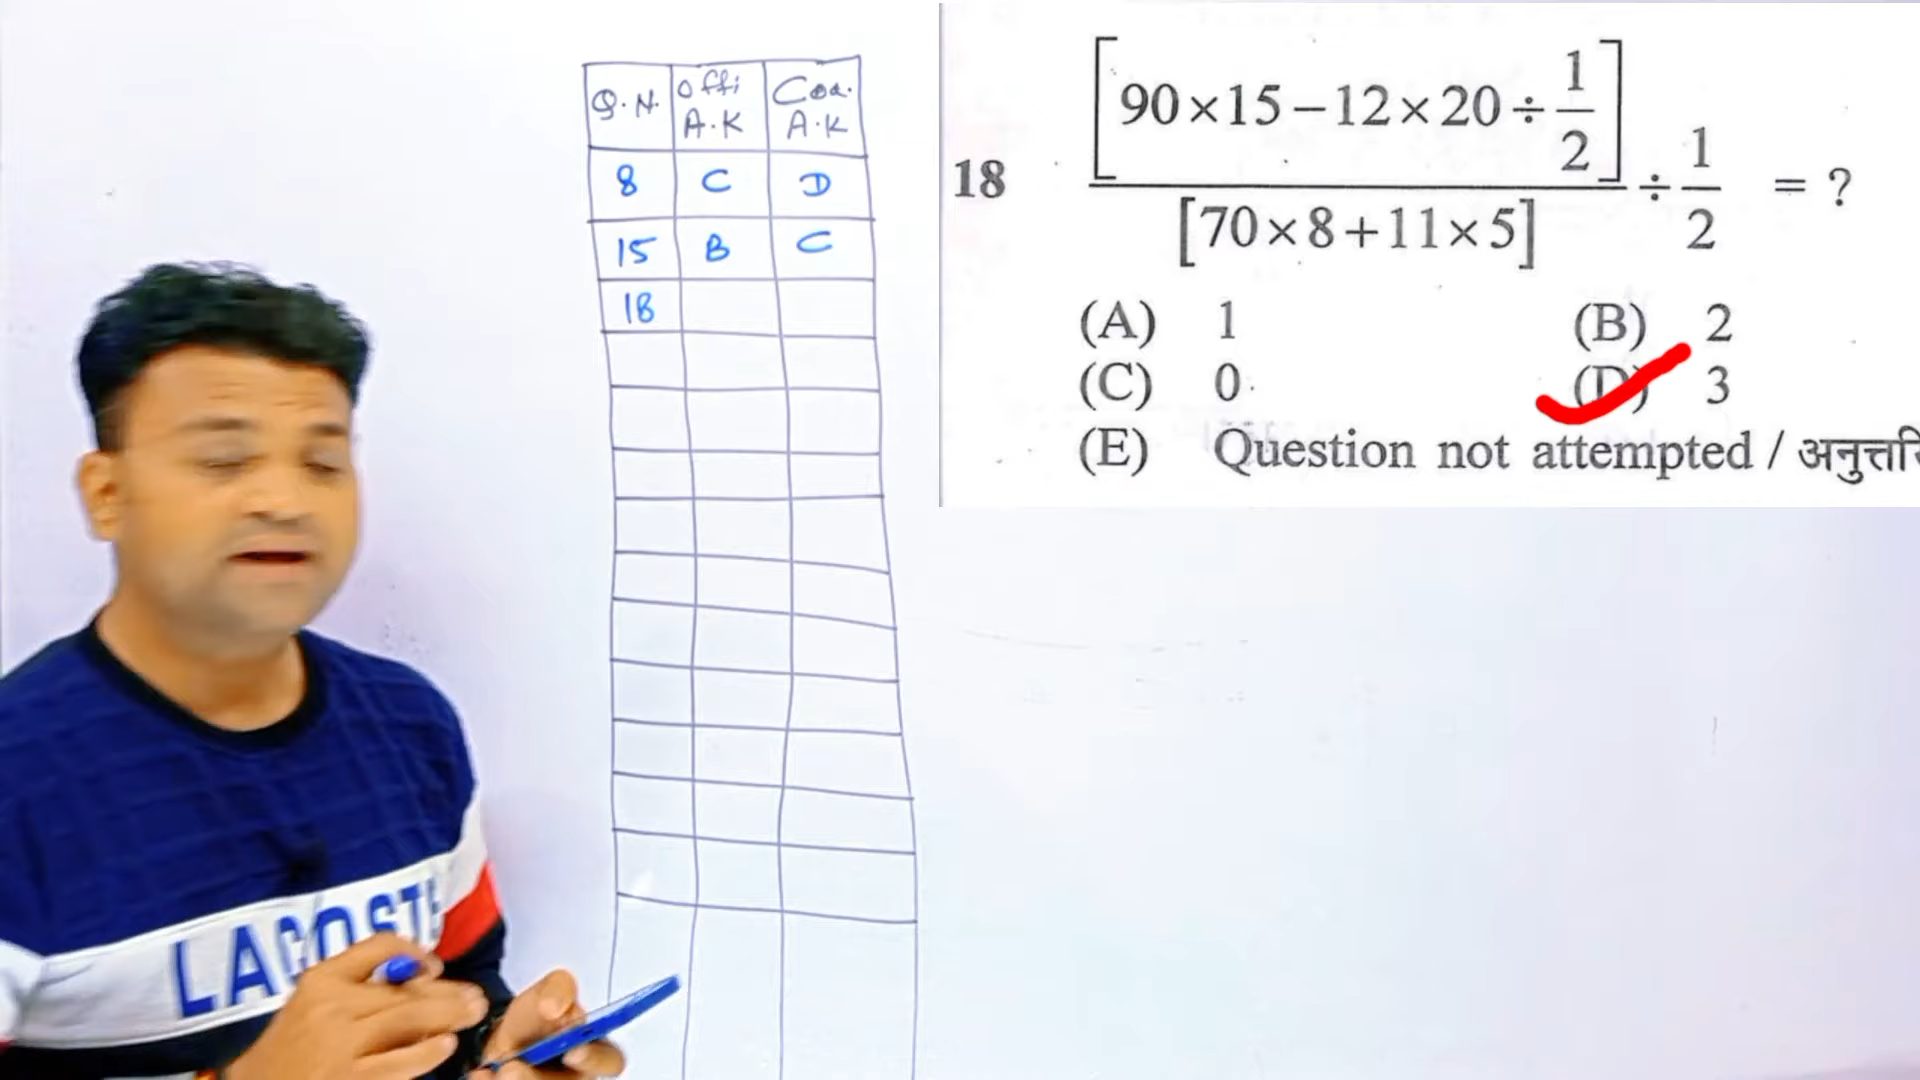 Q.N. Offi A.K Coa. A.K
8 C D
15 B C
18
18 [90×15−12×20÷1/2] / [70×8+11×5] ÷ 1/2 = ?
(A) 1 (B) 2
(C) 0 (D) 3
(E) Question not attempted /
LACOSTE